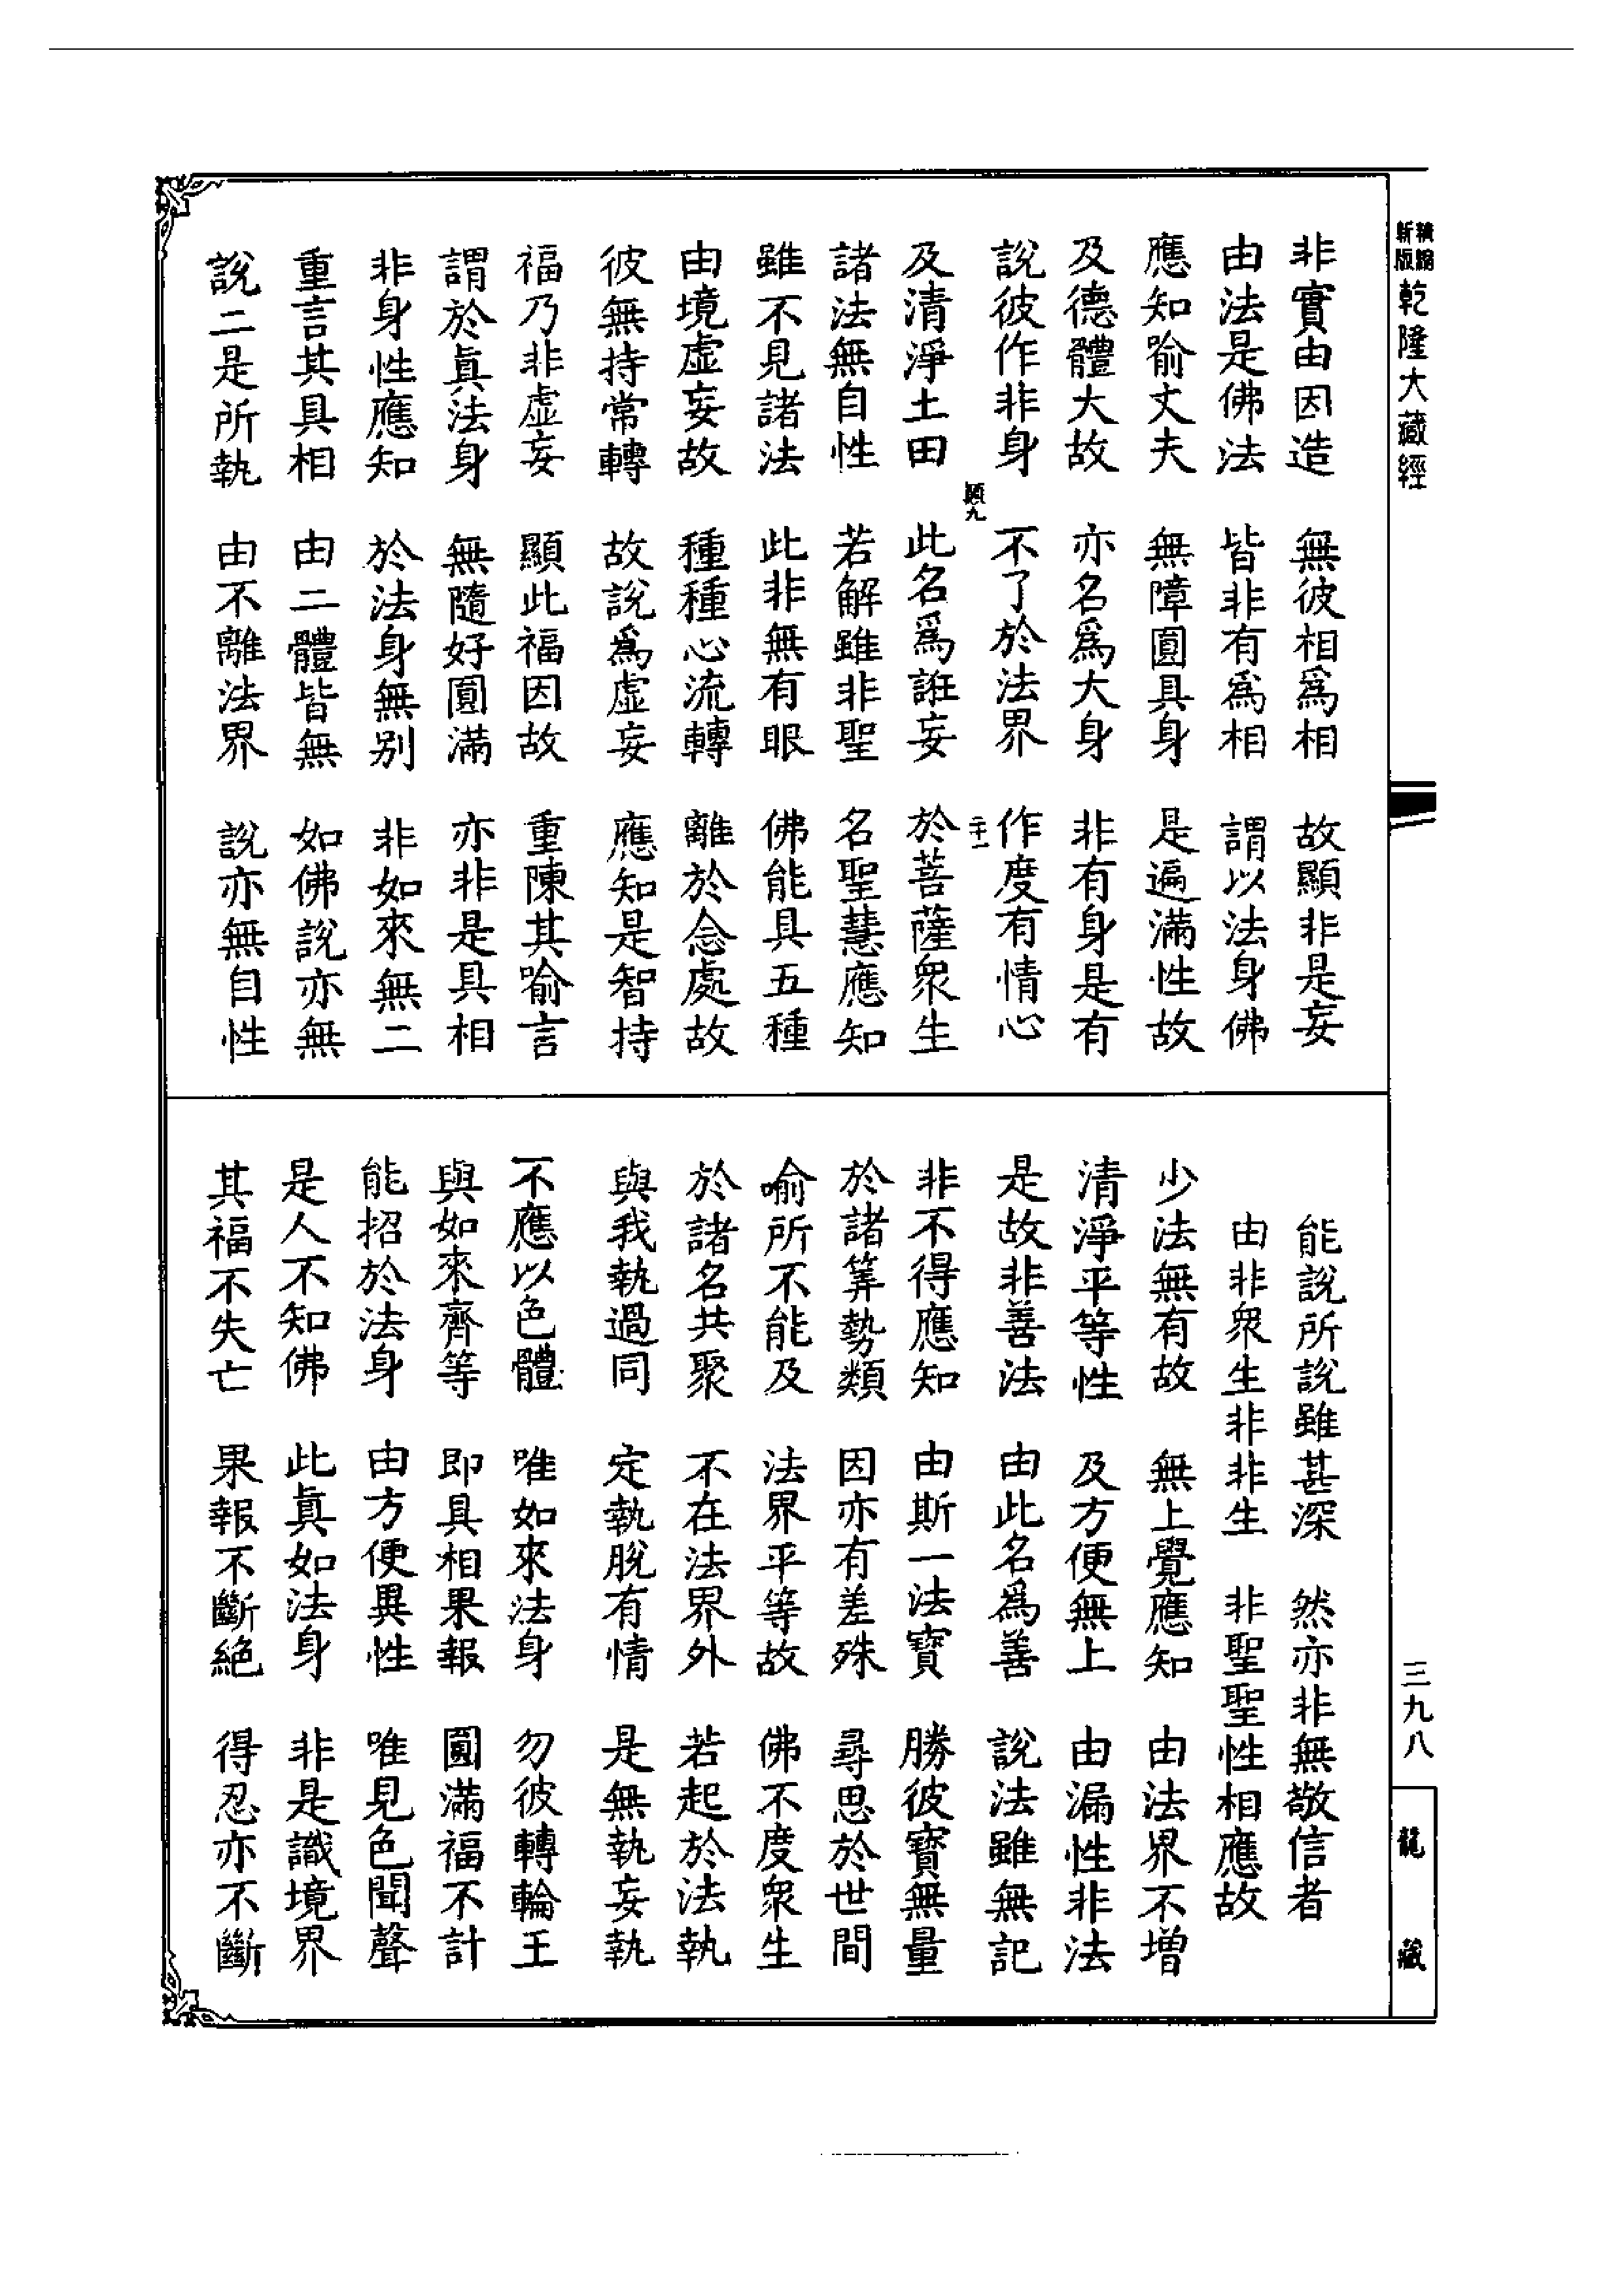 新版精縮乾隆大藏經
非實由因造　無彼相爲相　故顯非是妄
由法是佛法　皆非有爲相　謂以法身佛
應知喻丈夫　無障圓具身　是遍滿性故
及德體大故　亦名爲大身　非有身是有
說彼作非身　不了於法界　作度有情心
及清淨土田　此名爲誑妄　於菩薩衆生
諸法無自性　若解雖非聖　名聖慧應知
雖不見諸法　此非無有眼　佛能具五種
由境虛妄故　種種心流轉　離於念處故
彼無持常轉　故說爲虛妄　應知是智持
福乃非虛妄　顯此福因故　重陳其喻言
謂於眞法身　無隨好圓滿　亦非是具相
非身性應知　於法身無別　非如來無二
重言其具相　由二體皆無　如佛說亦無
說二是所執　由不離法界　說亦無自性
能說所說雖甚深　然亦非無敬信者
由非衆生非非生　非聖聖性相應故
少法無有故　無上覺應知　由法界不增
清淨平等性　及方便無上　由漏性非法
是故非善法　由此名爲善　說法雖無記
非不得應知　由斯一法寶　勝彼寶無量
於諸筭勢類　因亦有差殊　尋思於世間
喻所不能及　法界平等故　佛不度衆生
於諸名共聚　不在法界外　若起於法執
與我執過同　定執脫有情　是無執妄執
不應以色體　唯如來法身　勿彼轉輪王
與如來齊等　即具相果報　圓滿福不計
能招於法身　由方便異性　唯見色聞聲
是人不知佛　此眞如法身　非是識境界
其福不失亡　果報不斷絕　得忍亦不斷
三九八
龍藏